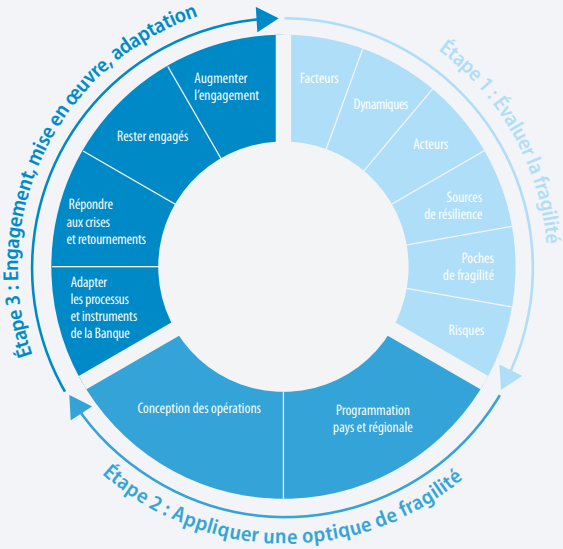 Étape 1 : Évaluer la fragilité
Facteurs
Dynamiques
Acteurs
Sources
de résilience
Poches
de fragilité
Risques
Étape 2 : Appliquer une optique de fragilité
Programmation
pays et régionale
Conception des opérations
Étape 3 : Engagement, mise en œuvre, adaptation
Adapter
les processus
et instruments
de la Banque
Répondre
aux crises
et retournements
Rester engagés
Augmenter
l'engagement